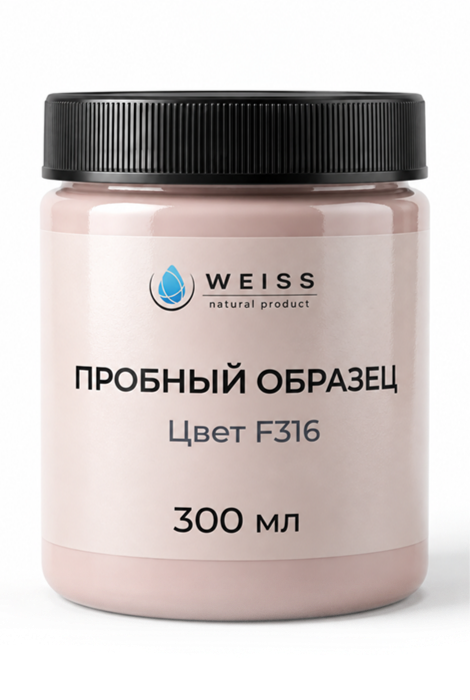 WEISS
natural product
ПРОБНЫЙ ОБРАЗЕЦ
Цвет F316
300 мл